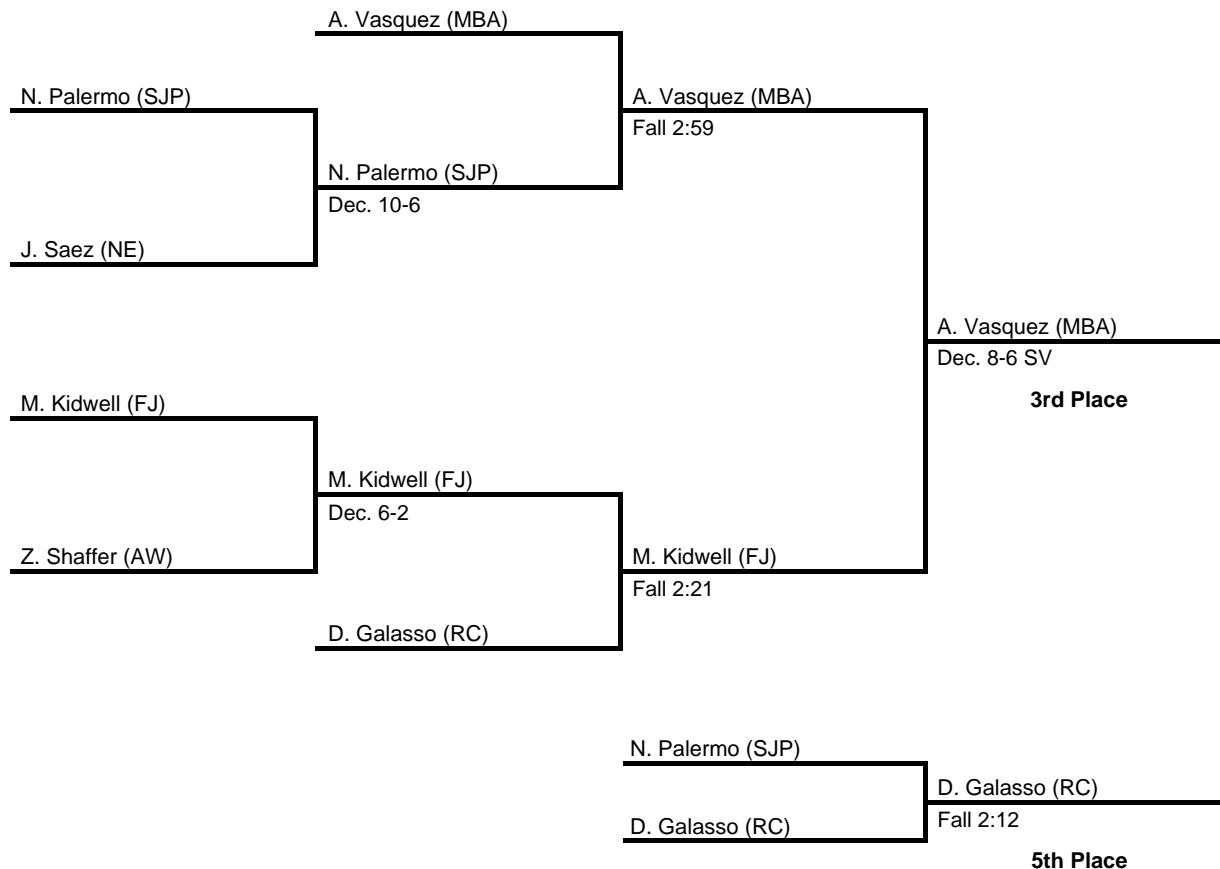 A. Vasquez (MBA)
N. Palermo (SJP)
A. Vasquez (MBA)
Fall 2:59
N. Palermo (SJP)
Dec. 10-6
J. Saez (NE)
A. Vasquez (MBA)
Dec. 8-6 SV
3rd Place
M. Kidwell (FJ)
M. Kidwell (FJ)
Dec. 6-2
Z. Shaffer (AW)
M. Kidwell (FJ)
Fall 2:21
D. Galasso (RC)
N. Palermo (SJP)
D. Galasso (RC)
Fall 2:12
D. Galasso (RC)
5th Place